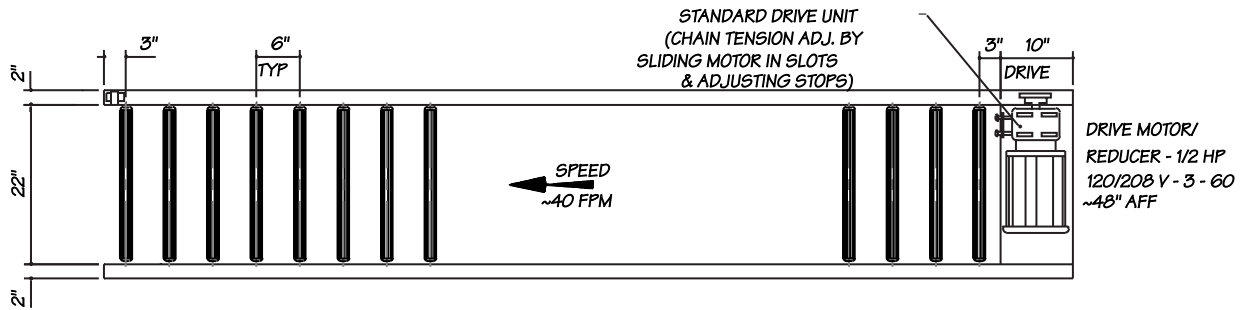 STANDARD DRIVE UNIT
(CHAIN TENSION ADJ. BY
SLIDING MOTOR IN SLOTS
& ADJUSTING STOPS)
3"
6"
TYP
3"
10"
DRIVE
2"
22"
2"
SPEED
~40 FPM
DRIVE MOTOR/
REDUCER - 1/2 HP
120/208 V - 3 - 60
~48" AFF